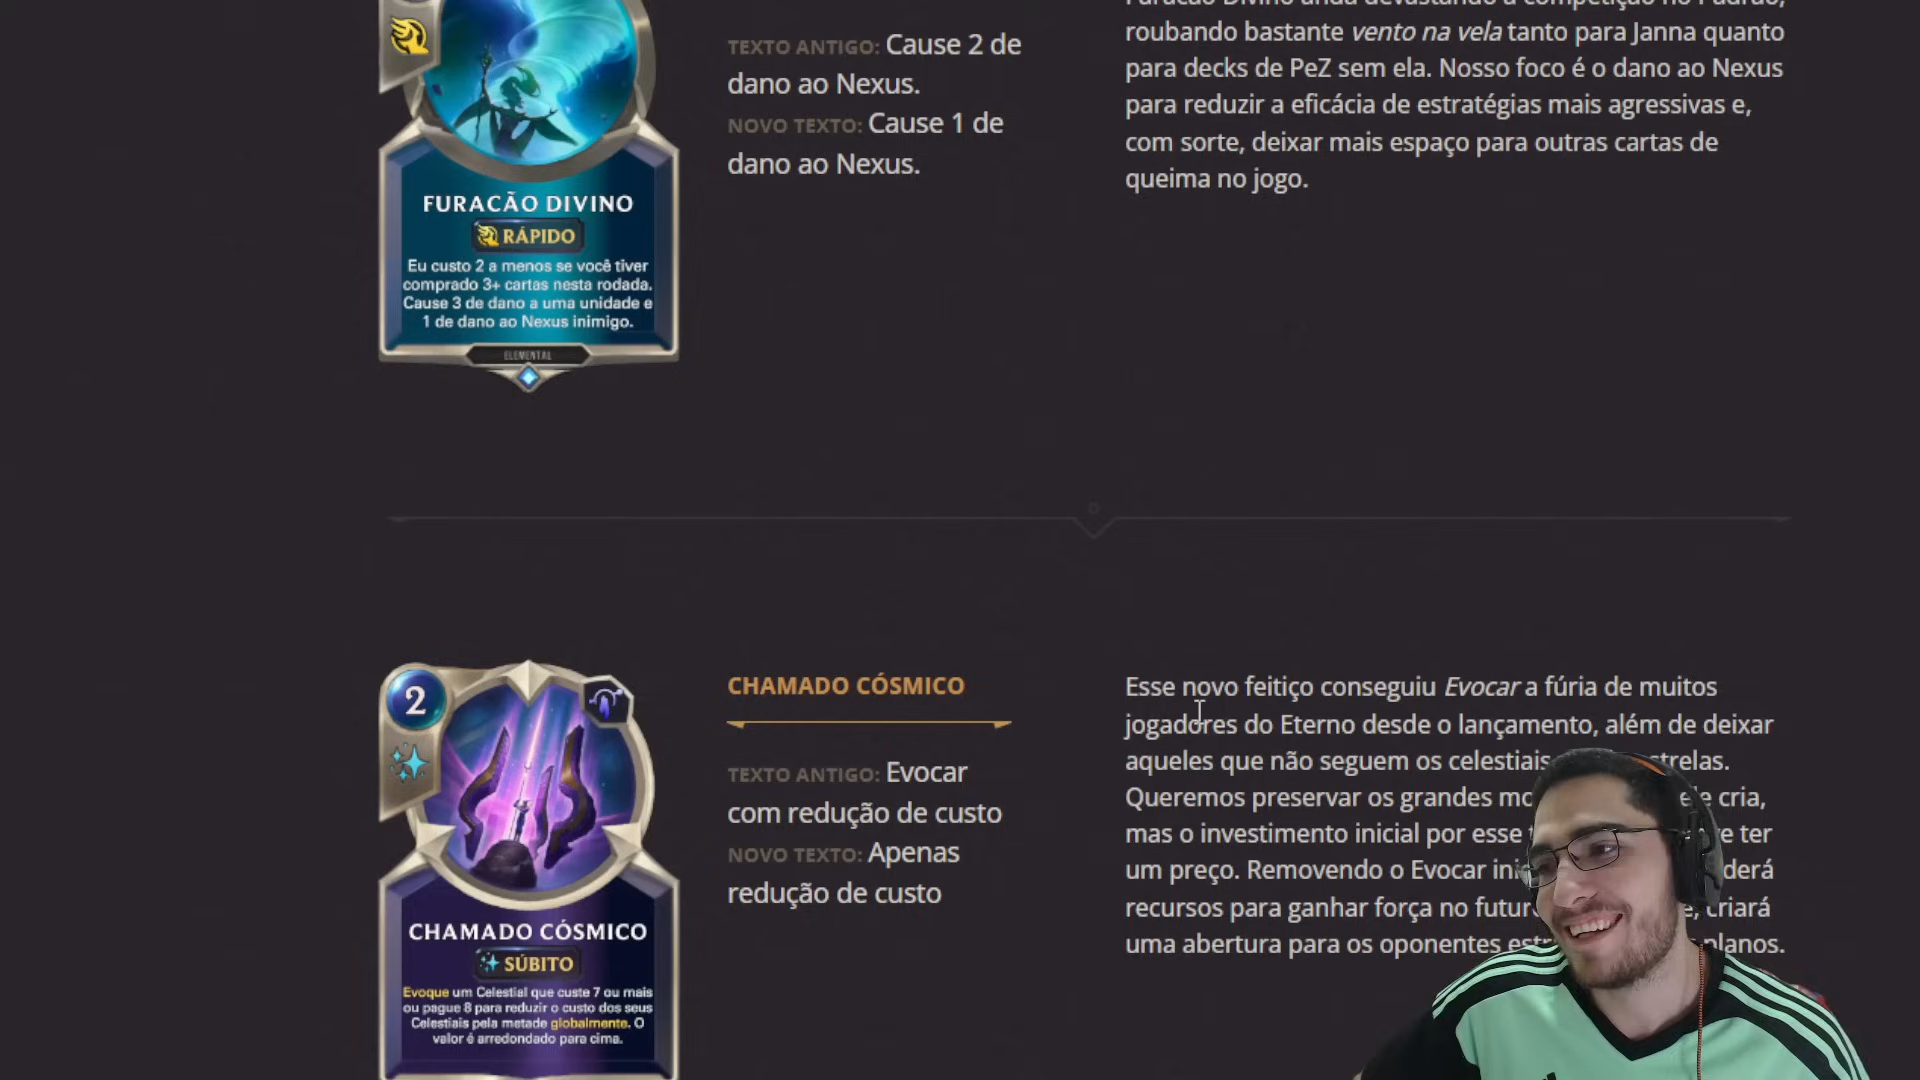 Furacão Divino anda devastando a competição no Padrão,
roubando bastante vento na vela tanto para Janna quanto
para decks de PeZ sem ela. Nosso foco é o dano ao Nexus
para reduzir a eficácia de estratégias mais agressivas e,
com sorte, deixar mais espaço para outras cartas de
queima no jogo.
TEXTO ANTIGO: Cause 2 de
dano ao Nexus.
NOVO TEXTO: Cause 1 de
dano ao Nexus.
FURACÃO DIVINO
RÁPIDO
Eu custo 2 a menos se você tiver
comprado 3+ cartas nesta rodada.
Cause 3 de dano a uma unidade e
1 de dano ao Nexus inimigo.
ELEMENTAL
2
CHAMADO CÓSMICO
SÚBITO
Evoque um Celestial que custe 7 ou mais
ou pague 8 para reduzir o custo dos seus
Celestiais pela metade globalmente. O
valor é arredondado para cima.
CHAMADO CÓSMICO
TEXTO ANTIGO: Evocar
com redução de custo
NOVO TEXTO: Apenas
redução de custo
Esse novo feitiço conseguiu Evocar a fúria de muitos
jogadores do Eterno desde o lançamento, além de deixar
aqueles que não seguem os celestiais strelas.
Queremos preservar os grandes ele cria,
mas o investimento inicial por esse ter
um preço. Removendo o Evocar
recursos para ganhar força no criará
uma abertura para os oponentes planos.